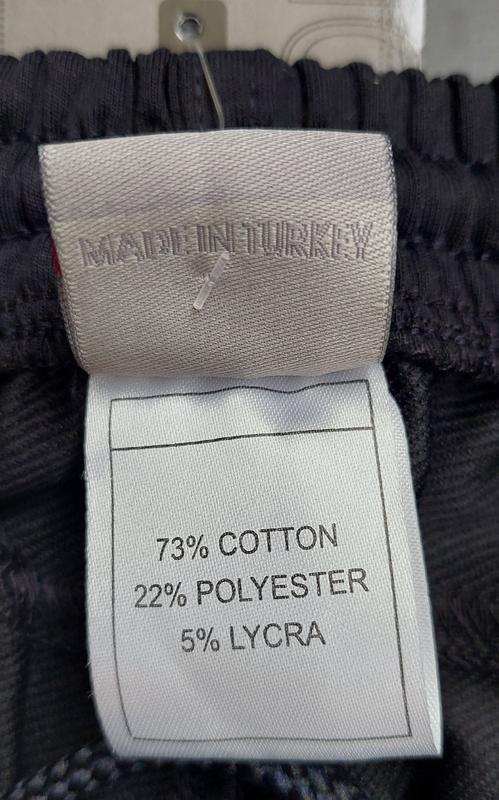 MADE IN TURKEY
73% COTTON
22% POLYESTER
5% LYCRA